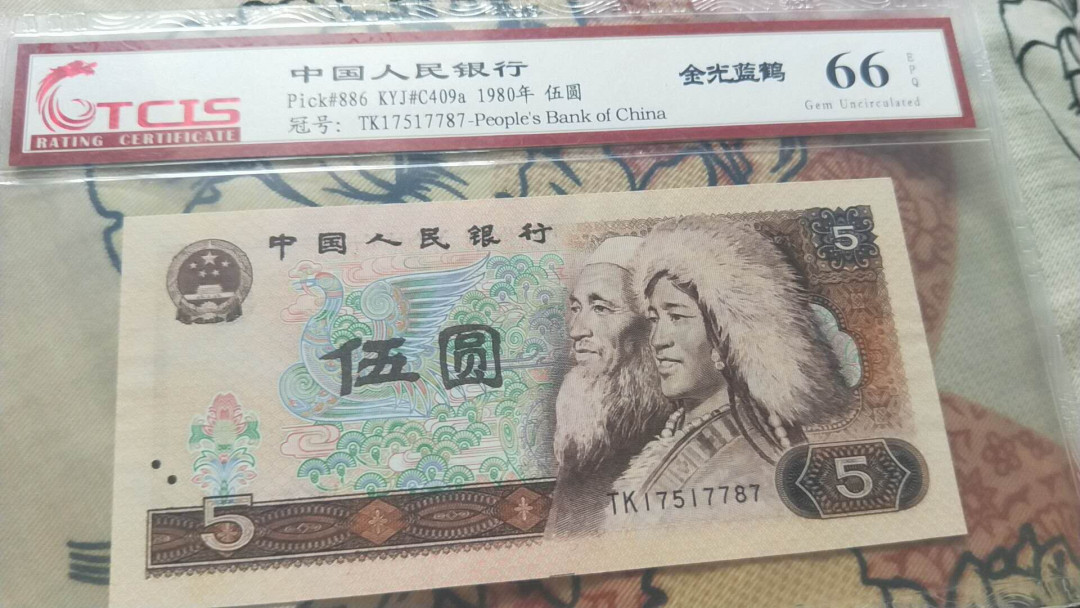 TCIS
RATING CERTIFICATE
中国人民银行
Pick#886 KYJ#C409a 1980年 伍圆
冠号: TK17517787-People's Bank of China
金光蓝鹤
66
EPQ
Gem Uncirculated
中国人民银行
5
伍圆
TK17517787
5
5